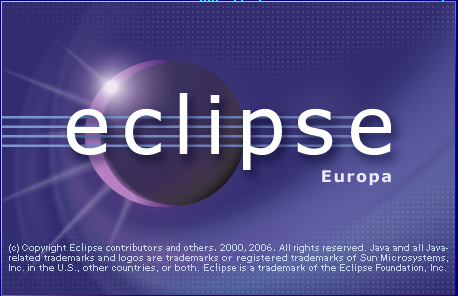 eclipse
Europa
(c) Copyright Eclipse contributors and others. 2000, 2006. All rights reserved. Java and all Java-
related trademarks and logos are trademarks or registered trademarks of Sun Microsystems,
Inc. in the U.S., other countries, or both. Eclipse is a trademark of the Eclipse Foundation, Inc.